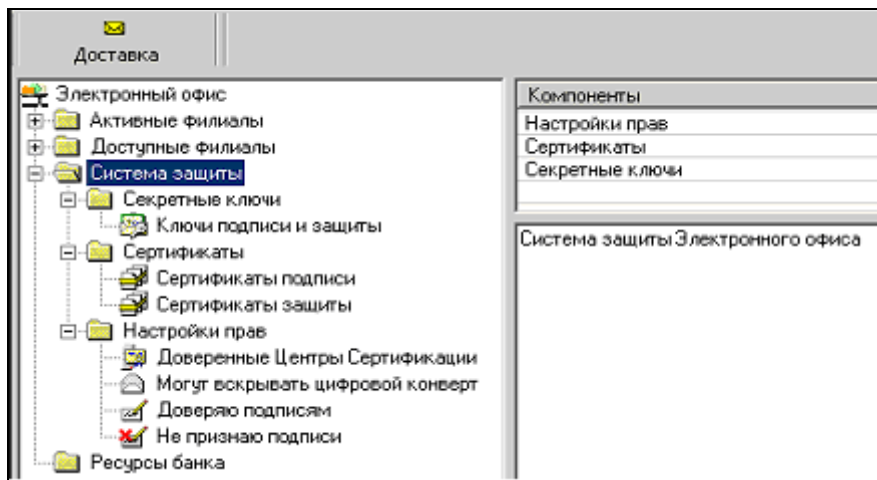 Доставка
Электронный офис
Активные филиалы
Доступные филиалы
Система защиты
Секретные ключи
Ключи подписи и защиты
Сертификаты
Сертификаты подписи
Сертификаты защиты
Настройки прав
Доверенные Центры Сертификации
Могут вскрывать цифровой конверт
Доверяю подписям
Не признаю подписи
Ресурсы банка
Компоненты
Настройки прав
Сертификаты
Секретные ключи
Система защиты Электронного офиса